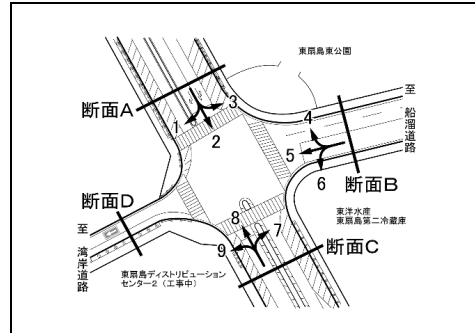 東扇島東公園
断面A
3
1
2
4
5
6
至
船溜道路
断面B
断面D
東洋水産
東扇島第二冷蔵庫
至
湾岸道路
8
7
9
断面C
東扇島ディストリビューション
センター2（工事中）